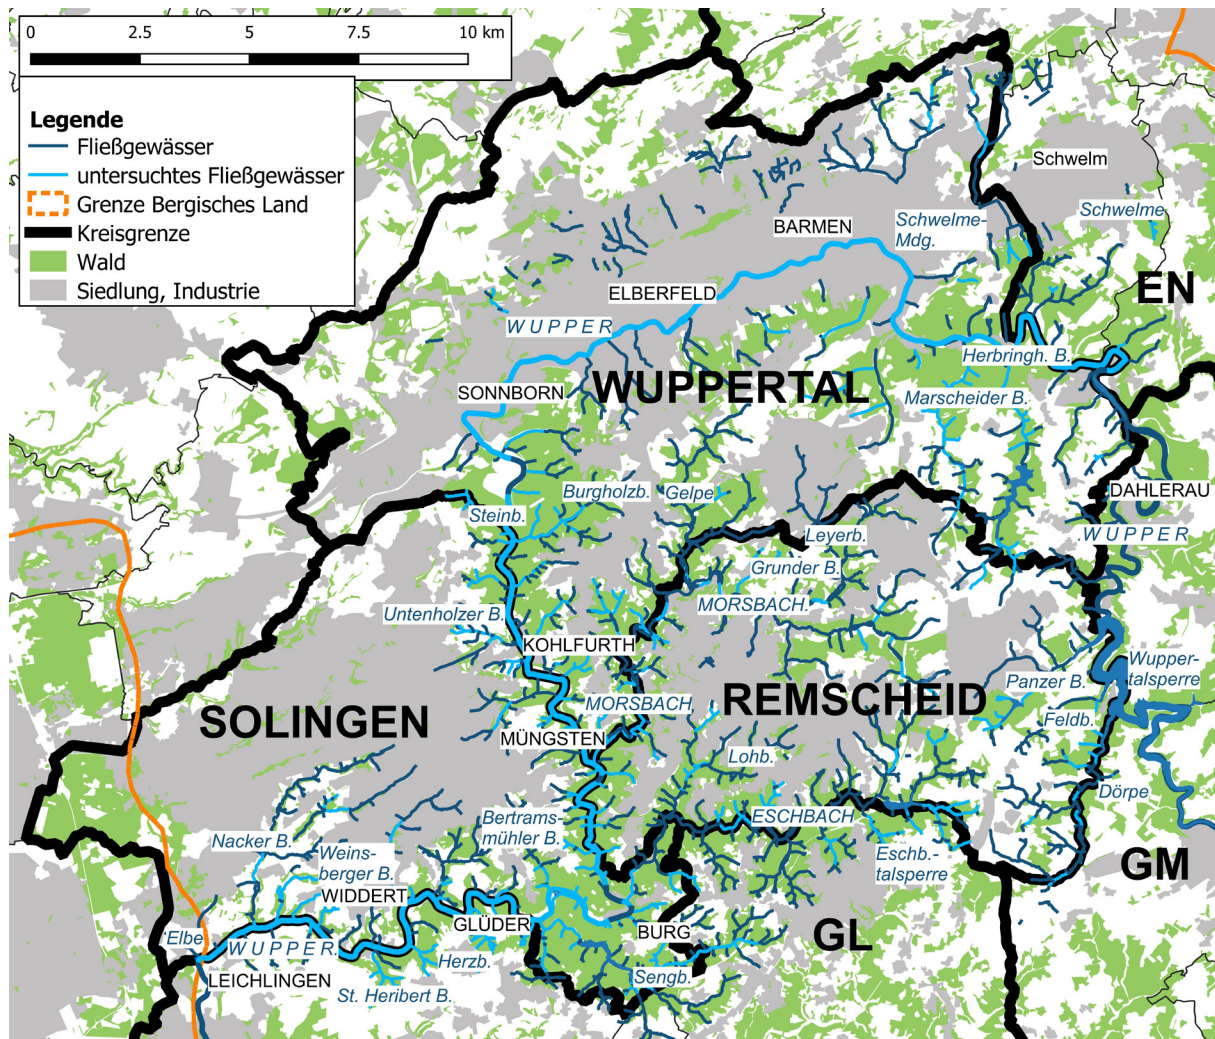 0 2.5 5 7.5 10 km
Legende
Fließgewässer
untersuchtes Fließgewässer
Grenze Bergisches Land
Kreisgrenze
Wald
Siedlung, Industrie
Schwelm
Schwelme
Schwelme-
Mdg.
BARMEN
EN
ELBERFELD
WUPPER
Herbringh. B.
SONNBORN
WUPPERTAL
Marscheider B.
Burgholzb.
Gelpe
DAHLERAU
Steinb.
Leyerb.
WUPPER
Grunder B.
Untenholzer B.
MORSBACH.
KOHLFURTH
Wupper-
talsperre
Panzer B.
MORSBACH
REMSCHEID
SOLINGEN
Feldb.
MÜNGSTEN
Lohb.
Dörpe
ESCHBACH
Bertrams-
mühler B.
Nacker B.
Weins-
berger B.
Eschb.-
talsperre
GM
WIDDERT
GLÜDER
BURG
GL
Elbe
WUPPER.
Herzb.
LEICHLINGEN
Sengb.
St. Heribert B.